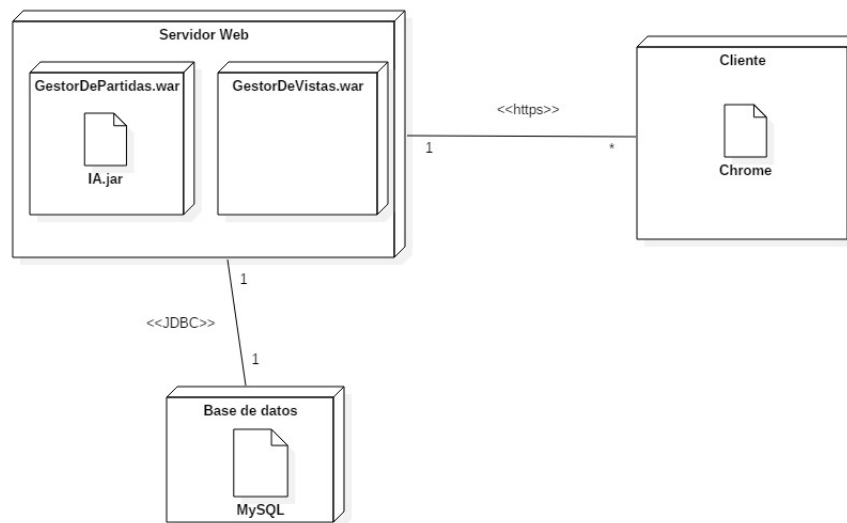 Servidor Web
GestorDePartidas.war
GestorDeVistas.war
IA.jar
<<https>>
1
*
Cliente
Chrome
1
<<JDBC>>
1
Base de datos
MySQL